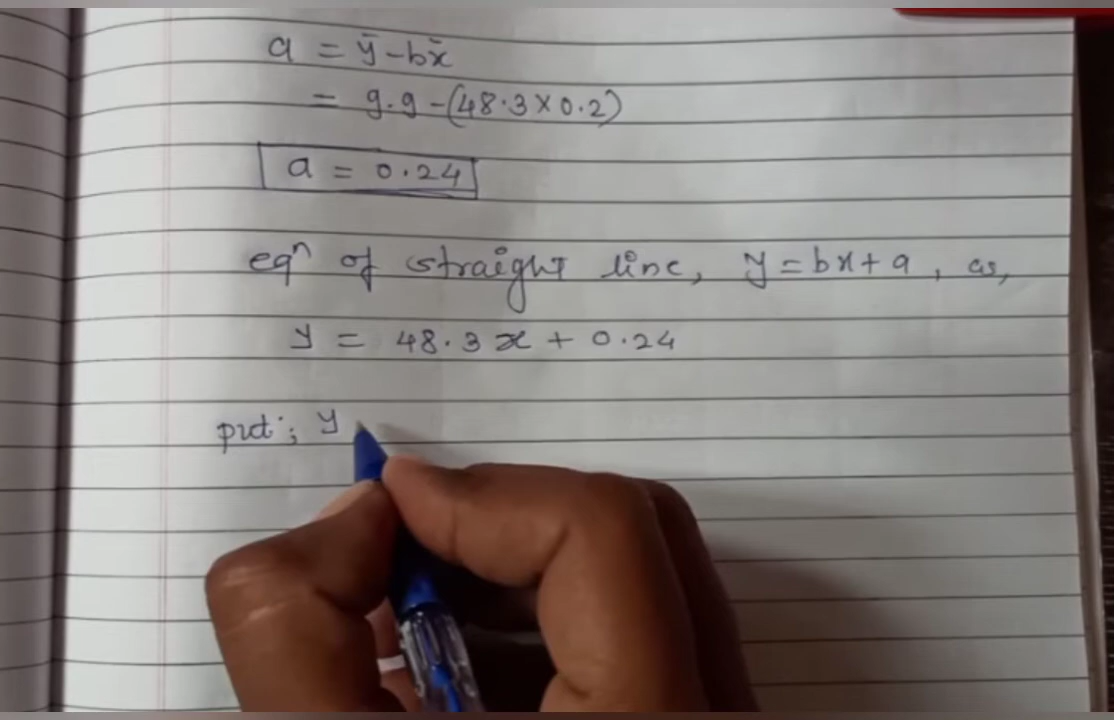 a = ȳ - bx̄
= 9.9 - (48.3 × 0.2)
a = 0.24
eqⁿ of straight line, y = bx + a, as,
y = 48.3x + 0.24
put; y